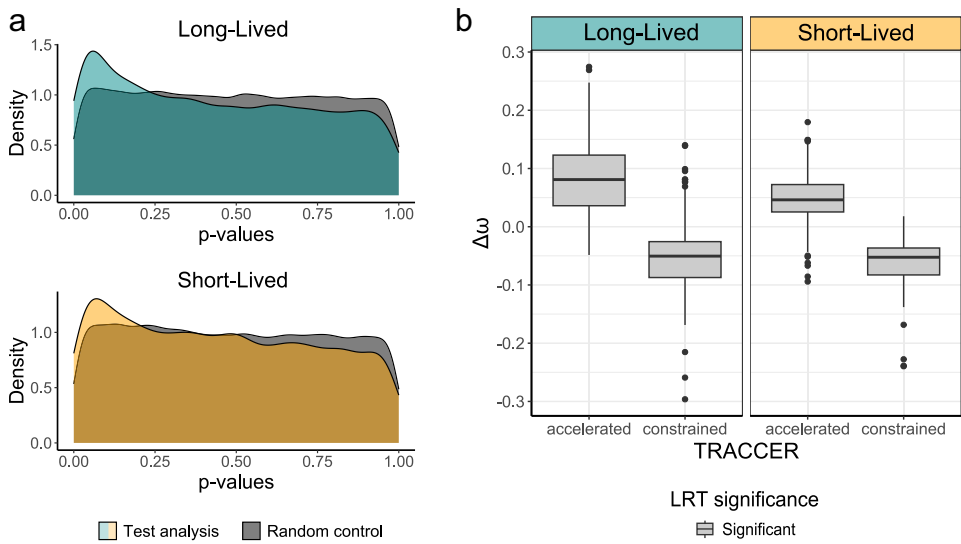 a
Long-Lived
1.5
1.0
0.5
0.0
Density
0.00 0.25 0.50 0.75 1.00
p-values
Short-Lived
1.0
0.5
0.0
Density
0.00 0.25 0.50 0.75 1.00
p-values
Test analysis Random control
b
Long-Lived Short-Lived
0.3
0.2
0.1
0.0
-0.1
-0.2
-0.3
Δω
accelerated constrained accelerated constrained
TRACCER
LRT significance
Significant